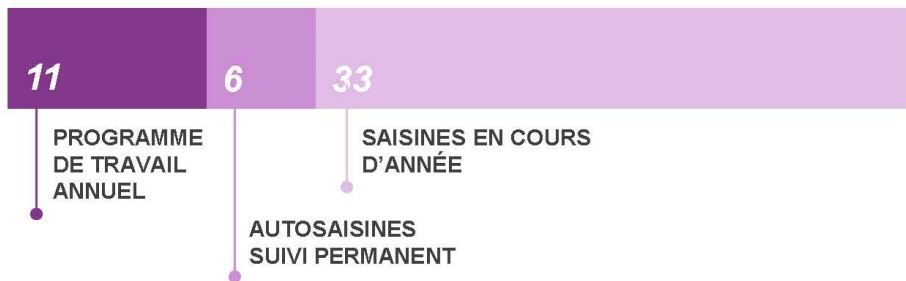 11 6 33
PROGRAMME
DE TRAVAIL
ANNUEL
SAISINES EN COURS
D'ANNÉE
AUTOSAISINES
SUIVI PERMANENT